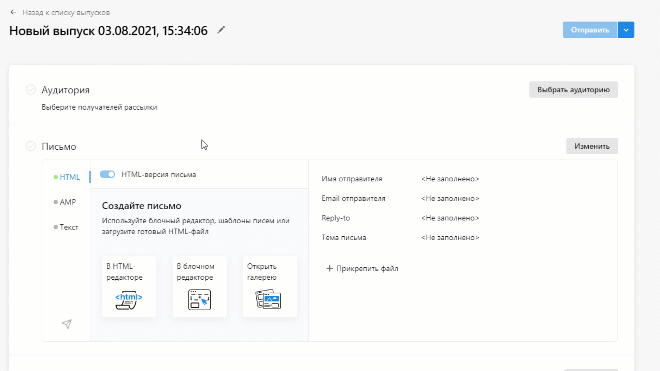 Назад к списку выпусков
Новый выпуск 03.08.2021, 15:34:06
Отправить
Аудитория
Выбрать аудиторию
Выберите получателей рассылки
Письмо
Изменить
HTML
HTML-версия письма
AMP
Текст
Создайте письмо
Используйте блочный редактор, шаблоны писем или
загрузите готовый HTML-файл
В HTML-
редакторе
<html>
В блочном
редакторе
Открыть
галерею
Имя отправителя <Не заполнено>
Email отправителя <Не заполнено>
Reply-to <Не заполнено>
Тема письма <Не заполнено>
+ Прикрепить файл